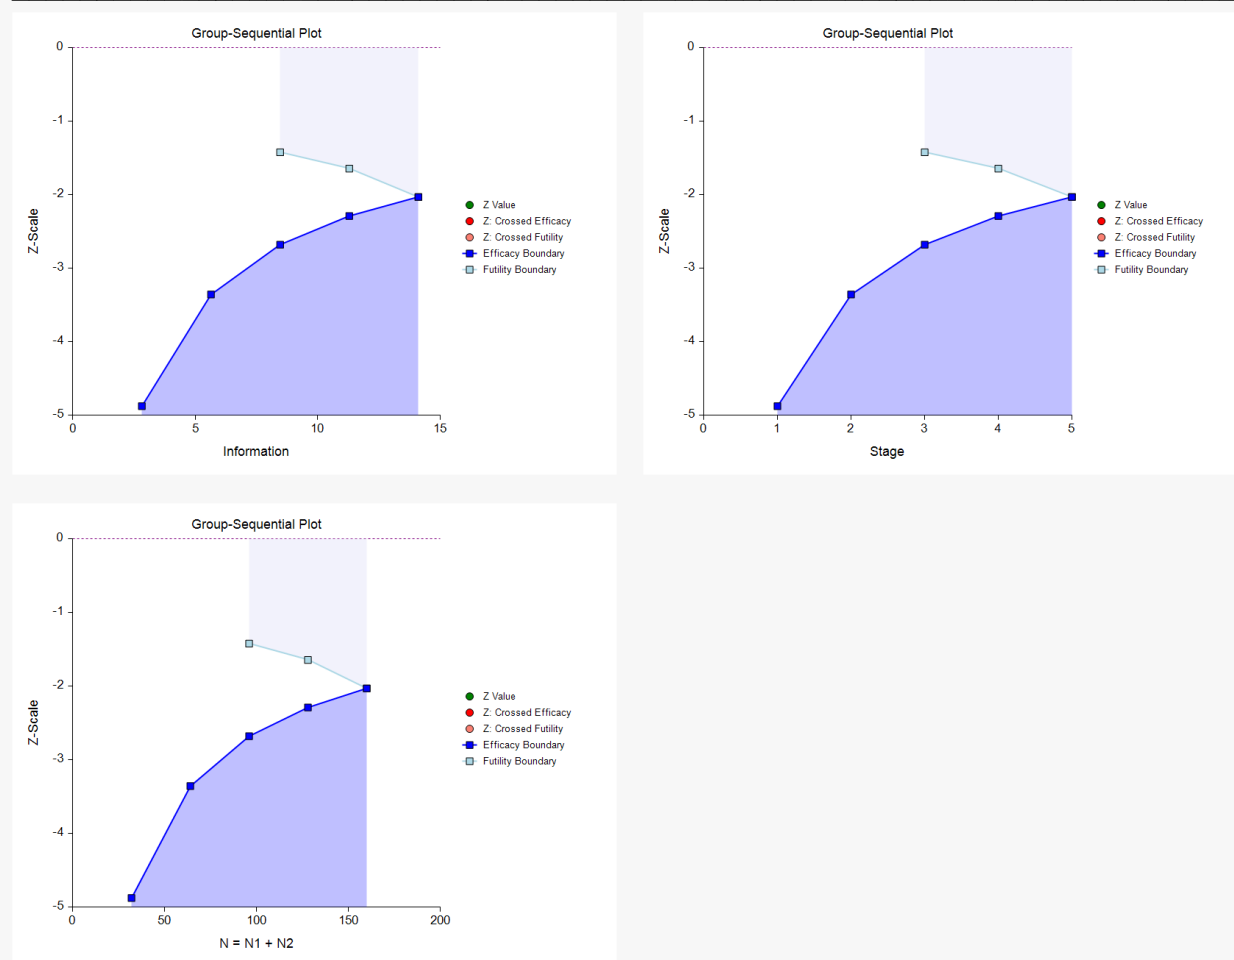 Group-Sequential Plot
0
-1
-2
-3
-4
-5
Z-Scale
0
5
10
15
Information
Z Value
Z: Crossed Efficacy
Z: Crossed Futility
Efficacy Boundary
Futility Boundary
Group-Sequential Plot
0
-1
-2
-3
-4
-5
Z-Scale
0
1
2
3
4
5
Stage
Z Value
Z: Crossed Efficacy
Z: Crossed Futility
Efficacy Boundary
Futility Boundary
Group-Sequential Plot
0
-1
-2
-3
-4
-5
Z-Scale
0
50
100
150
200
N = N1 + N2
Z Value
Z: Crossed Efficacy
Z: Crossed Futility
Efficacy Boundary
Futility Boundary